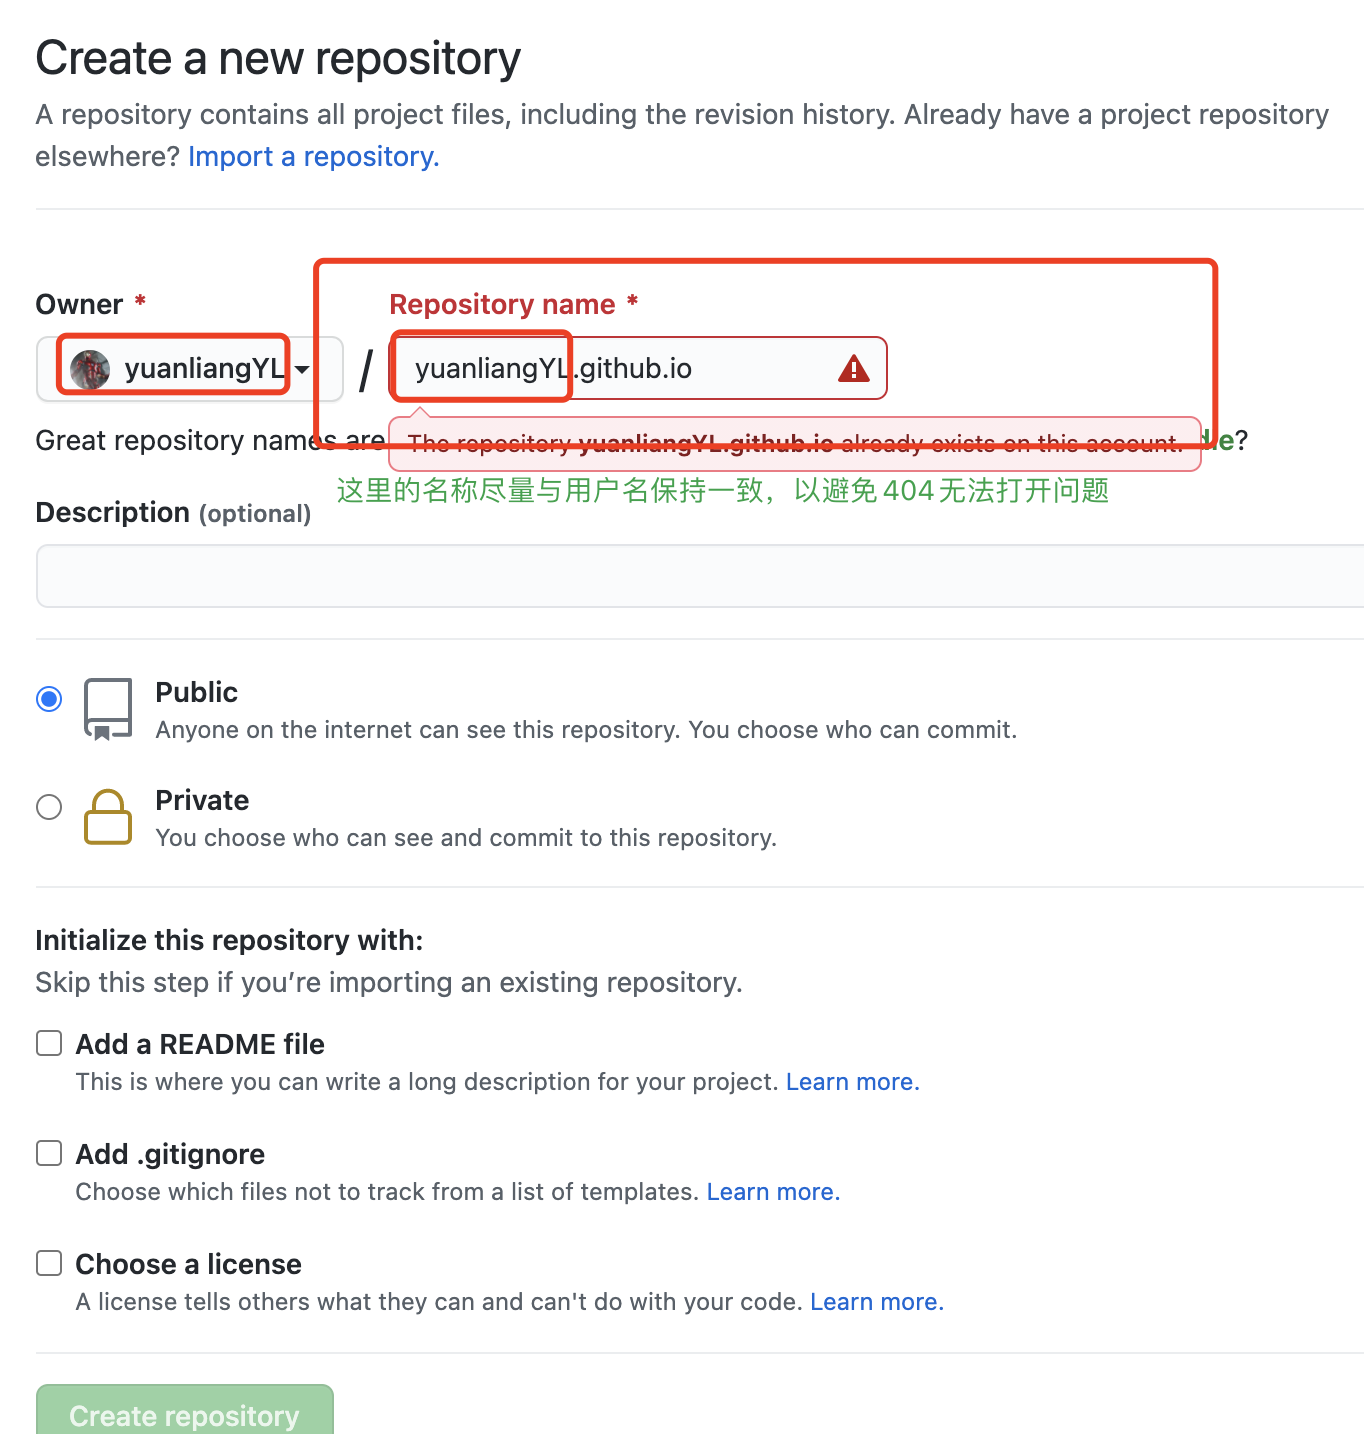 Create a new repository
A repository contains all project files, including the revision history. Already have a project repository
elsewhere? Import a repository.
Owner *
Repository name *
yuanliangYL
/
yuanliangYL.github.io
Great repository names are
The repository yuanliangYL.github.io already exists on this account.
?
这里的名称尽量与用户名保持一致，以避免404无法打开问题
Description (optional)
Public
Anyone on the internet can see this repository. You choose who can commit.
Private
You choose who can see and commit to this repository.
Initialize this repository with:
Skip this step if you’re importing an existing repository.
Add a README file
This is where you can write a long description for your project. Learn more.
Add .gitignore
Choose which files not to track from a list of templates. Learn more.
Choose a license
A license tells others what they can and can't do with your code. Learn more.
Create repository